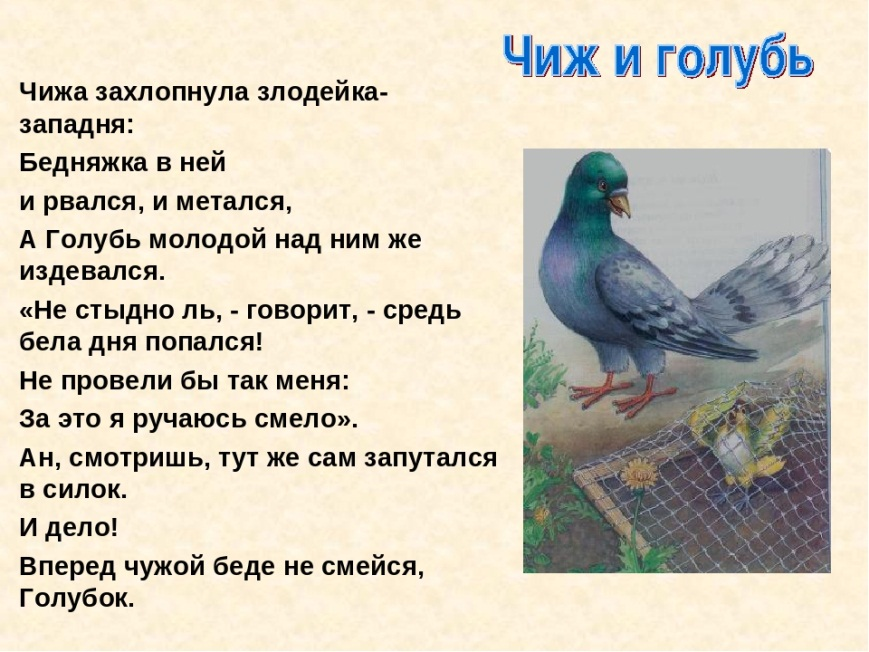 Чиж и голубь
Чижа захлопнула злодейка-
западня:
Бедняжка в ней
и рвался, и метался,
А Голубь молодой над ним же
издевался.
«Не стыдно ль, - говорит, - средь
бела дня попался!
Не провели бы так меня:
За это я ручаюсь смело».
Ан, смотришь, тут же сам запутался
в силок.
И дело!
Вперед чужой беде не смейся,
Голубок.